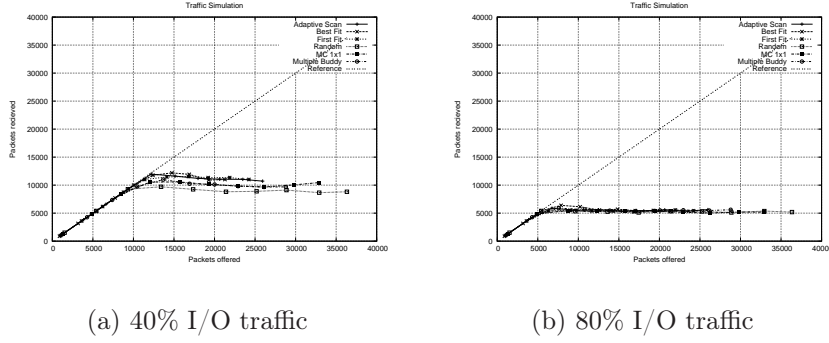 Traffic Simulation
40000
35000
30000
25000
20000
15000
10000
5000
0
Packets recieved
Adaptive Scan
Best Fit
First Fit
Random
MC 1x1
Multiple Buddy
Reference
0 5000 10000 15000 20000 25000 30000 35000 40000
Packets offered
(a) 40% I/O traffic
Traffic Simulation
40000
35000
30000
25000
20000
15000
10000
5000
0
Packets recieved
Adaptive Scan
Best Fit
First Fit
Random
MC 1x1
Multiple Buddy
Reference
0 5000 10000 15000 20000 25000 30000 35000 40000
Packets offered
(b) 80% I/O traffic